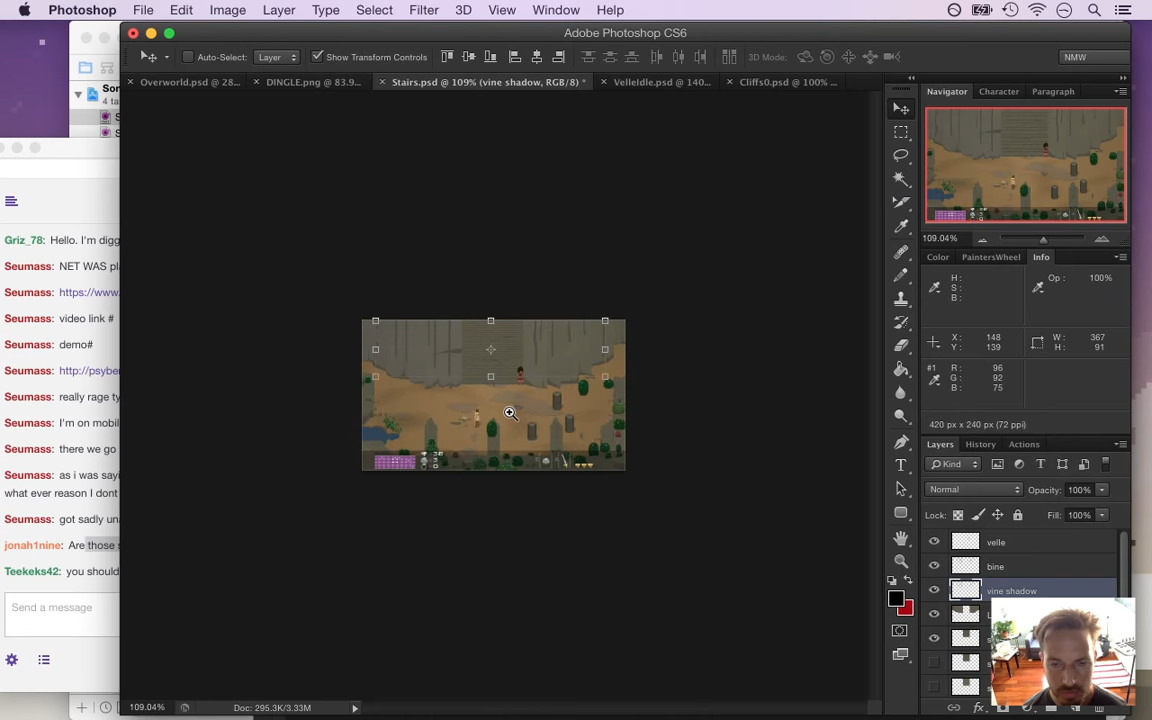 Photoshop File Edit Image Layer Type Select Filter 3D View Window Help
Adobe Photoshop CS6
Auto-Select: Layer Show Transform Controls 3D Mode: NMW
Overworld.psd @ 28... DINGLE.png @ 83.9... Stairs.psd @ 109% (vine shadow, RGB/8) * VelleIdle.psd @ 140... Cliffs0.psd @ 100% ...
Navigator Character Paragraph
109.04%
Color PaintersWheel Info
H:
S:
B:
Op : 100%
X: 148
Y: 139
W: 367
H: 91
#1 R: 96
G: 92
B: 75
420 px x 240 px (72 ppi)
Layers History Actions
Kind
Normal Opacity: 100%
Lock: Fill: 100%
velle
bine
vine shadow
109.04% Doc: 295.3K/3.33M
4 ta
Griz_78: Hello. I'm digg
Seumass: NET WAS pl
Seumass: https://www.
Seumass: video link #
Seumass: demo#
Seumass: http://psyber
Seumass: really rage ty
Seumass: I'm on mobil
Seumass: there we go
Seumass: as i was sayi
what ever reason I dont
Seumass: got sadly un
jonah1nine: Are those s
Teekeks42: you should
Send a message